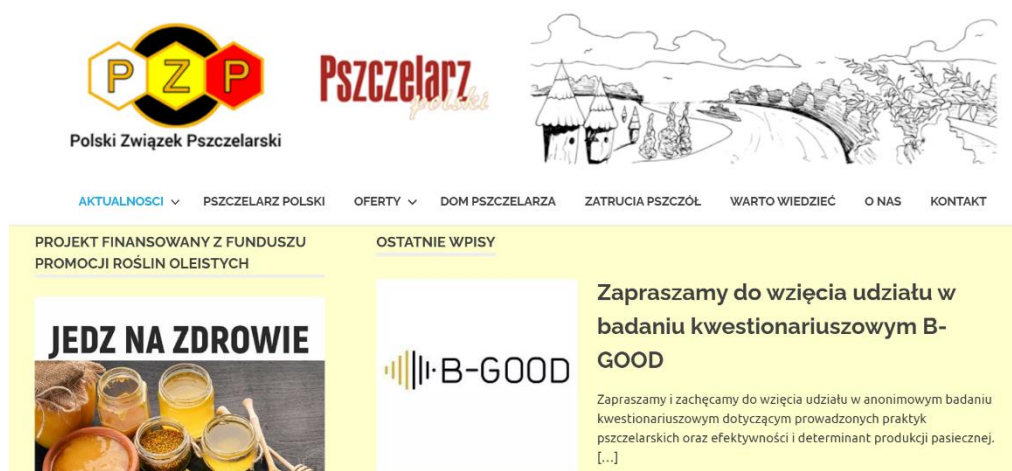 PZP
Polski Związek Pszczelarski
Pszczelarz
polski
AKTUALNOSCI PSZCZELARZ POLSKI OFERTY DOM PSZCZELARZA ZATRUCIA PSZCZÓŁ WARTO WIEDZIEĆ O NAS KONTAKT
PROJEKT FINANSOWANY Z FUNDUSZU
PROMOCJI ROŚLIN OLEISTYCH
JEDZ NA ZDROWIE
OSTATNIE WPISY
B-GOOD
Zapraszamy do wzięcia udziału w
badaniu kwestionariuszowym B-
GOOD
Zapraszamy i zachęcamy do wzięcia udziału w anonimowym badaniu
kwestionariuszowym dotyczącym prowadzonych praktyk
pszczelarskich oraz efektywności i determinant produkcji pasiecznej.
[...]